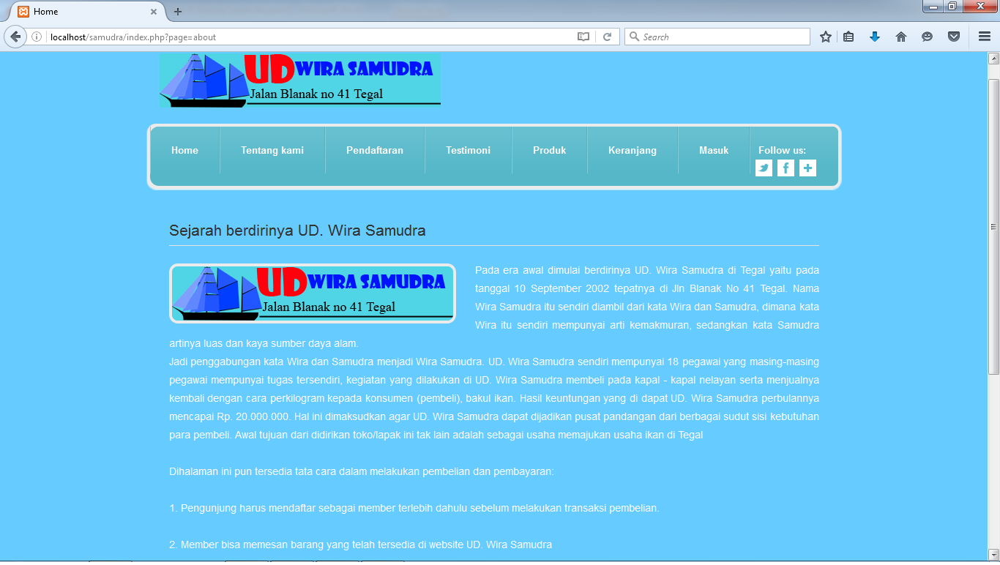 Home
localhost/samudra/index.php?page=about
Search
UD WIRA SAMUDRA
Jalan Blanak no 41 Tegal
Home Tentang kami Pendaftaran Testimoni Produk Keranjang Masuk Follow us:
Sejarah berdirinya UD. Wira Samudra
UD WIRA SAMUDRA
Jalan Blanak no 41 Tegal
Pada era awal dimulai berdirinya UD. Wira Samudra di Tegal yaitu pada
tanggal 10 September 2002 tepatnya di Jln Blanak No 41 Tegal. Nama
Wira Samudra itu sendiri diambil dari kata Wira dan Samudra, dimana kata
Wira itu sendiri mempunyai arti kemakmuran, sedangkan kata Samudra
artinya luas dan kaya sumber daya alam.
Jadi penggabungan kata Wira dan Samudra menjadi Wira Samudra. UD. Wira Samudra sendiri mempunyai 18 pegawai yang masing-masing
pegawai mempunyai tugas tersendiri, kegiatan yang dilakukan di UD. Wira Samudra membeli pada kapal - kapal nelayan serta menjualnya
kembali dengan cara perkilogram kepada konsumen (pembeli), bakul ikan. Hasil keuntungan yang di dapat UD. Wira Samudra perbulannya
mencapai Rp. 20.000.000. Hal ini dimaksudkan agar UD. Wira Samudra dapat dijadikan pusat pandangan dari berbagai sudut sisi kebutuhan
para pembeli. Awal tujuan dari didirikan toko/lapak ini tak lain adalah sebagai usaha memajukan usaha ikan di Tegal
Dihalaman ini pun tersedia tata cara dalam melakukan pembelian dan pembayaran:
1. Pengunjung harus mendaftar sebagai member terlebih dahulu sebelum melakukan transaksi pembelian.
2. Member bisa memesan barang yang telah tersedia di website UD. Wira Samudra